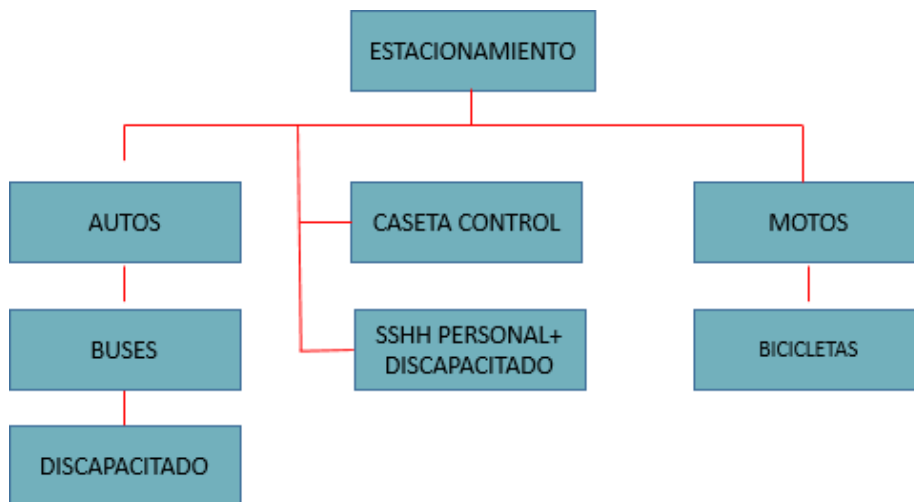 ESTACIONAMIENTO
AUTOS
CASETA CONTROL
MOTOS
BUSES
SSHH PERSONAL+
DISCAPACITADO
BICICLETAS
DISCAPACITADO